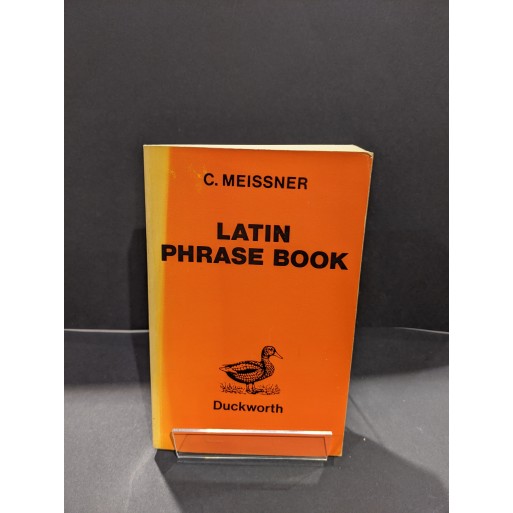 C. MEISSNER
LATIN
PHRASE BOOK
Duckworth